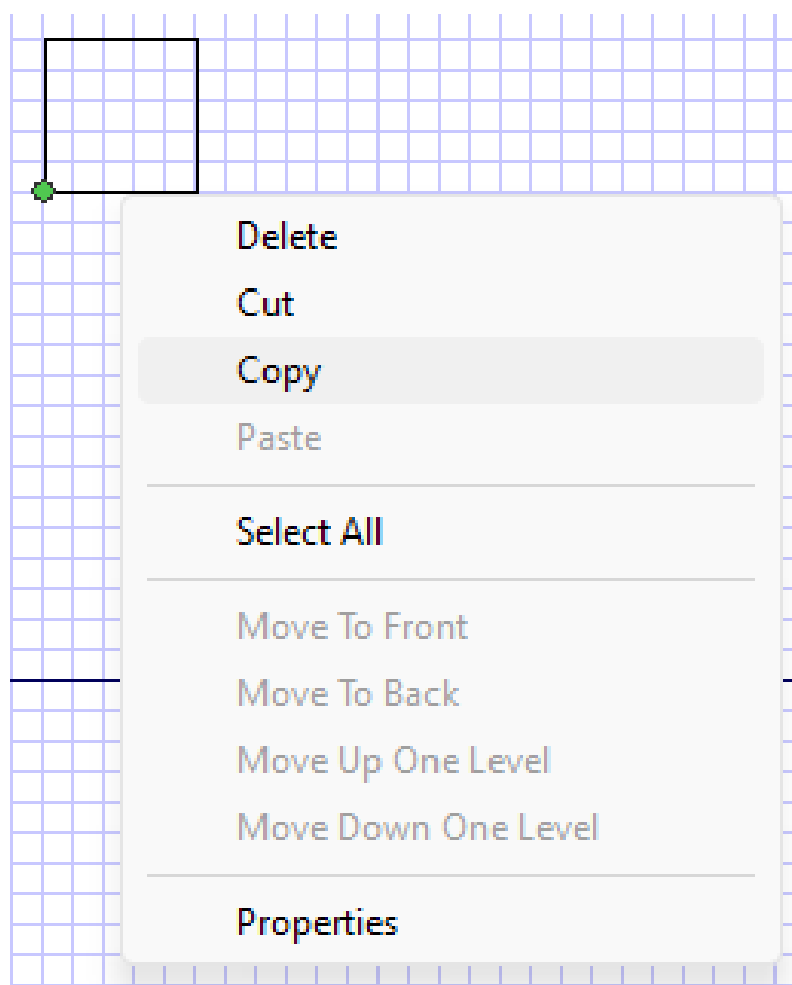 Delete
Cut
Copy
Paste
Select All
Move To Front
Move To Back
Move Up One Level
Move Down One Level
Properties